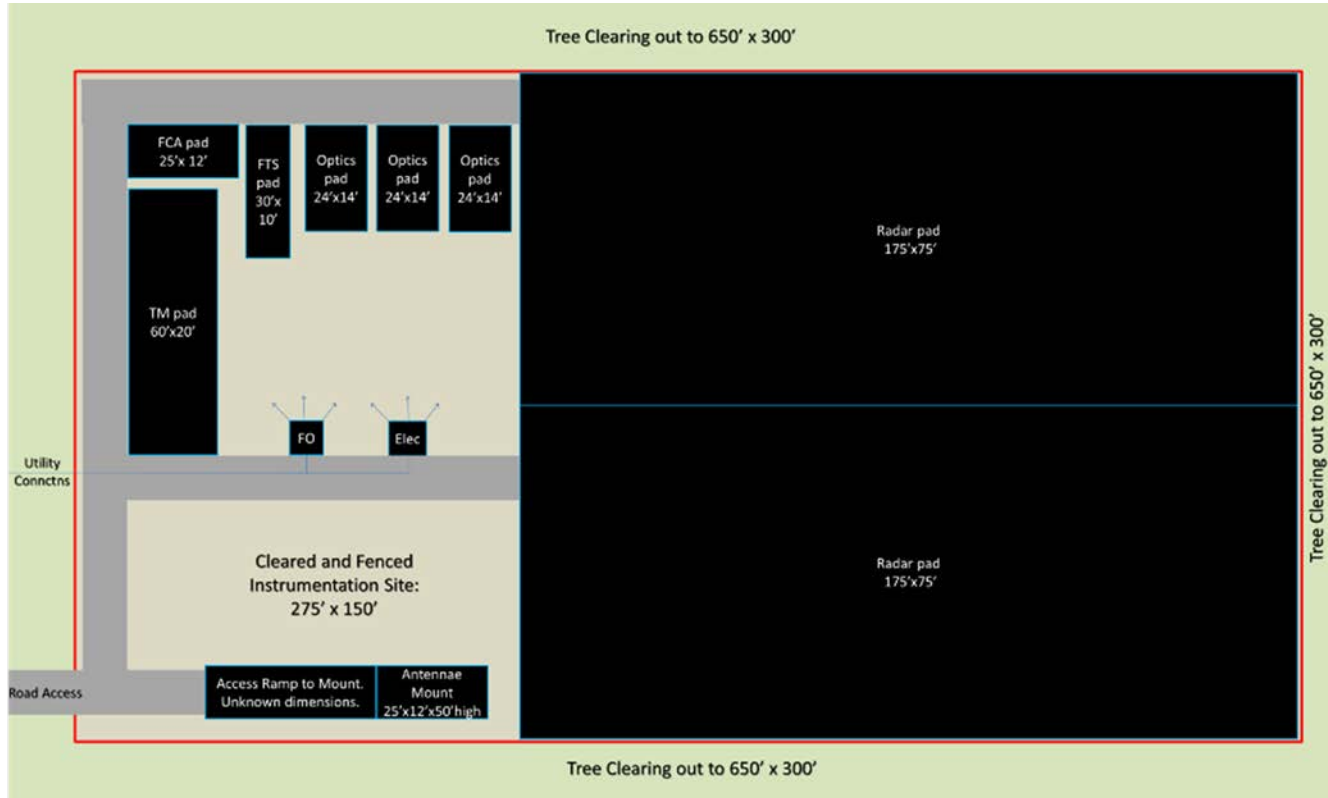 Tree Clearing out to 650’ x 300’
FCA pad
25’x 12’
FTS
pad
30’x
10’
Optics
pad
24’x14’
Optics
pad
24’x14’
Optics
pad
24’x14’
Radar pad
175’x75’
TM pad
60’x20’
FO
Elec
Utility
Connctns
Tree Clearing out to 650’ x 300’
Cleared and Fenced
Instrumentation Site:
275’ x 150’
Radar pad
175’x75’
Road Access
Access Ramp to Mount.
Unknown dimensions.
Antennae
Mount
25’x12’x50’high
Tree Clearing out to 650’ x 300’